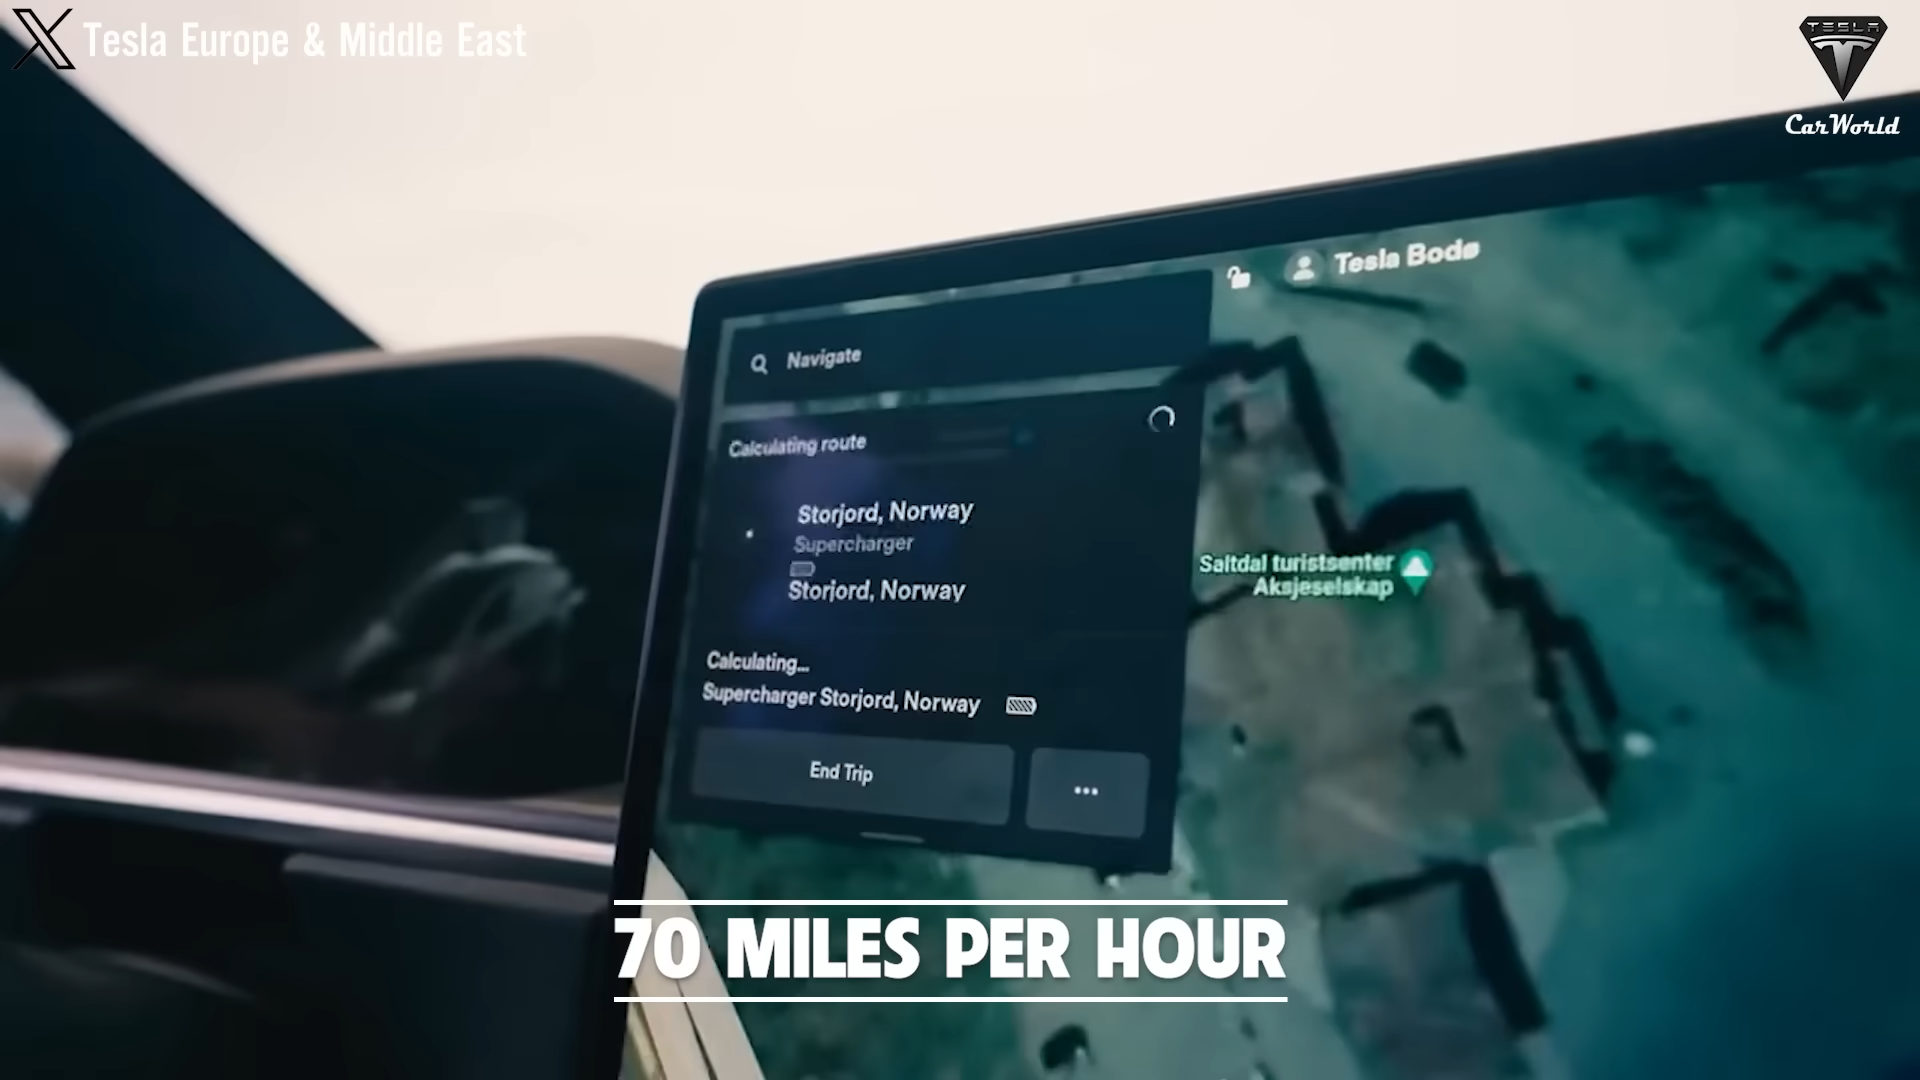 Tesla Europe & Middle East
TESLA
CarWorld
Tesla Bodø
Navigate
Calculating route
Storjord, Norway
Supercharger
Storjord, Norway
Saltdal turistsenter
Aksjeselskap
Calculating...
Supercharger Storjord, Norway
End Trip
...
70 MILES PER HOUR